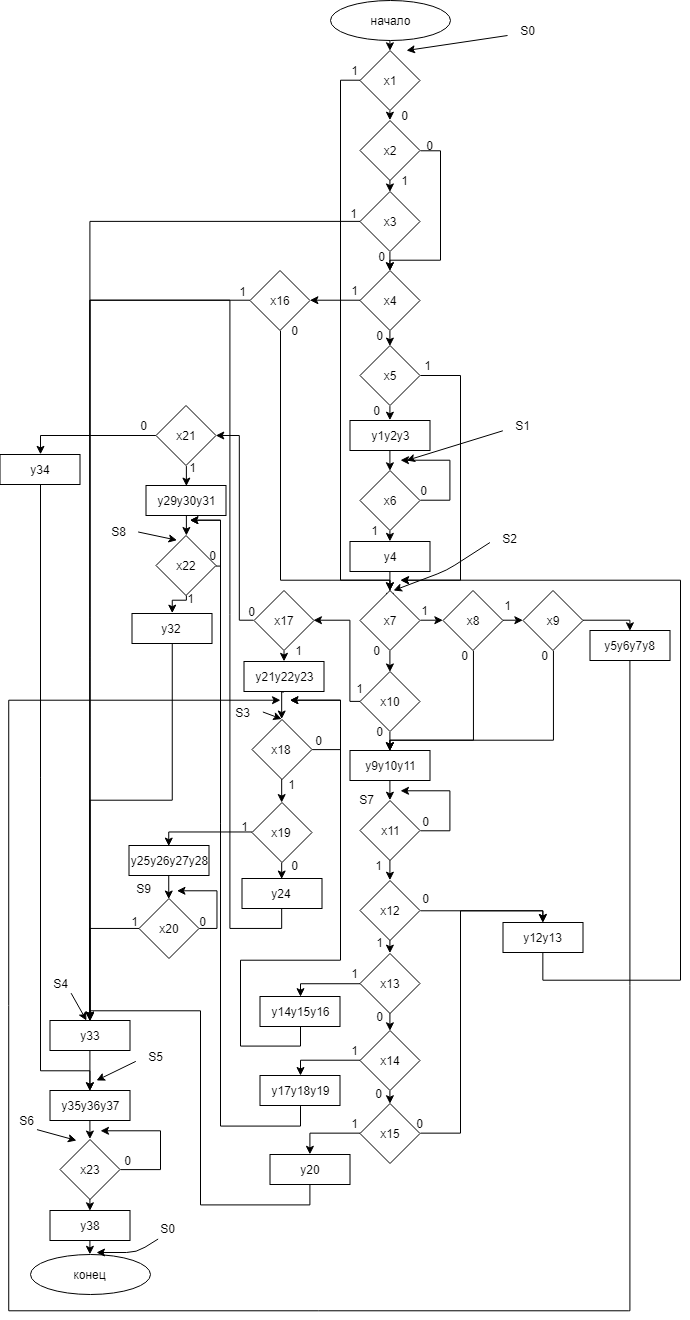 начало
S0
x1
1
0
x2
0
1
x3
1
0
x16
1
0
x4
1
0
x5
1
0
y1y2y3
S1
x21
0
1
y34
y29y30y31
x6
0
1
S8
x22
0
1
y4
S2
y32
x17
0
1
x7
1
0
x8
1
0
x9
0
y5y6y7y8
y21y22y23
x10
1
0
S3
x18
0
1
y9y10y11
S7
x11
0
1
x19
1
0
y25y26y27y28
S9
x20
1
0
y24
x12
0
1
y12y13
x13
1
0
S4
y14y15y16
y33
x14
1
0
S5
y17y18y19
y35y36y37
S6
x15
1
0
x23
0
y20
y38
S0
конец